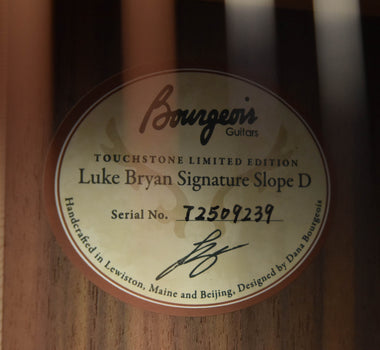 Bourgeois
Guitars
TOUCHSTONE LIMITED EDITION
Luke Bryan Signature Slope D
Serial No. T2509239
Handcrafted in Lewiston, Maine and Beijing, Designed by Dana Bourgeois